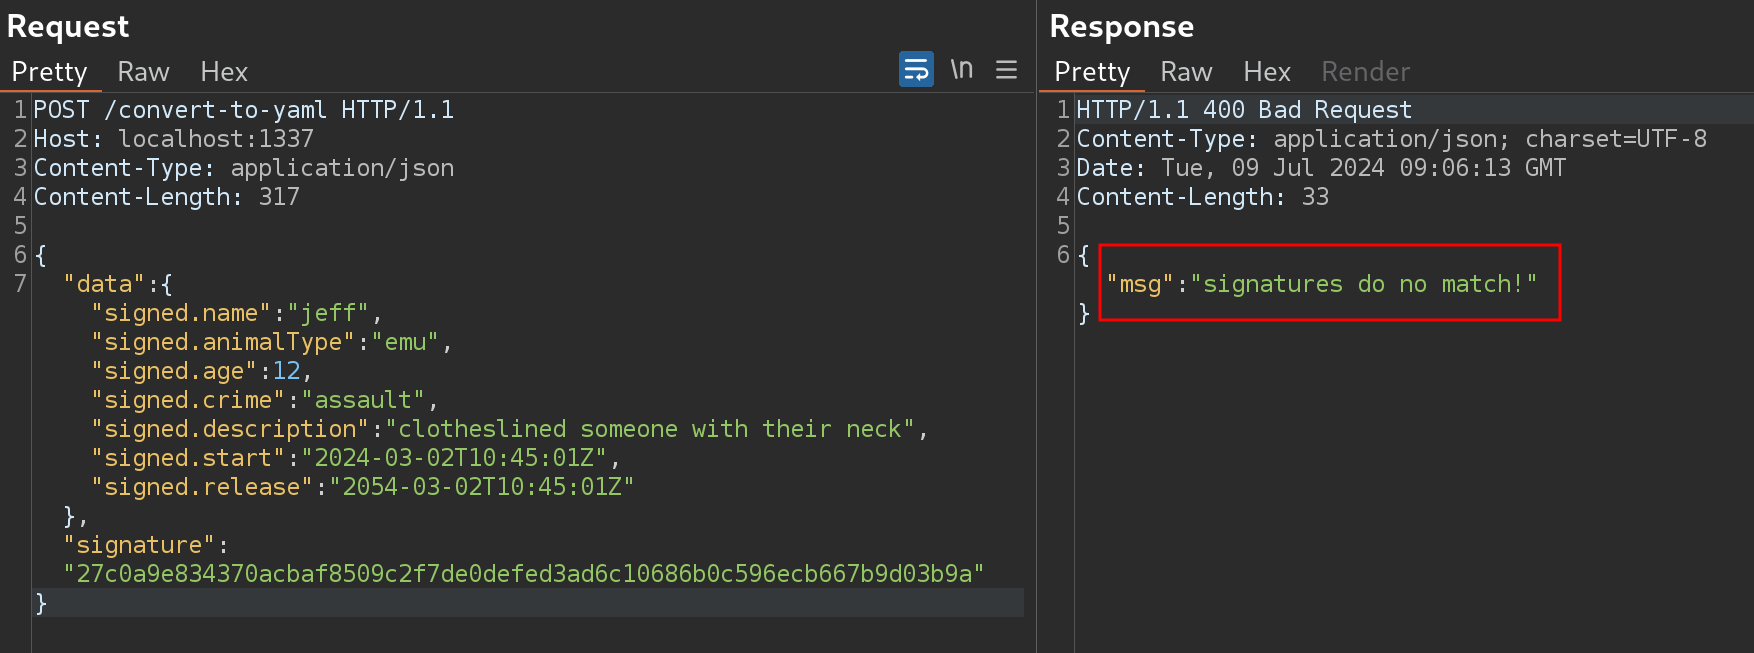 Request
Pretty Raw Hex \n
1 POST /convert-to-yaml HTTP/1.1
2 Host: localhost:1337
3 Content-Type: application/json
4 Content-Length: 317
5
6 {
7 "data":{
"signed.name":"jeff",
"signed.animalType":"emu",
"signed.age":12,
"signed.crime":"assault",
"signed.description":"clotheslined someone with their neck",
"signed.start":"2024-03-02T10:45:01Z",
"signed.release":"2054-03-02T10:45:01Z"
},
"signature":
"27c0a9e834370acbaf8509c2f7de0defed3ad6c10686b0c596ecb667b9d03b9a"
}
Response
Pretty Raw Hex Render
1 HTTP/1.1 400 Bad Request
2 Content-Type: application/json; charset=UTF-8
3 Date: Tue, 09 Jul 2024 09:06:13 GMT
4 Content-Length: 33
5
6 {
"msg":"signatures do no match!"
}